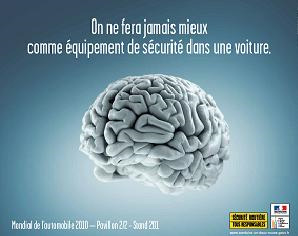 On ne fera jamais mieux
comme équipement de sécurité dans une voiture.
Mondial de l'automobile 2010 – Pavillon 2/2 - Stand 2101
SÉCURITÉ ROUTIÈRE
TOUS RESPONSABLES